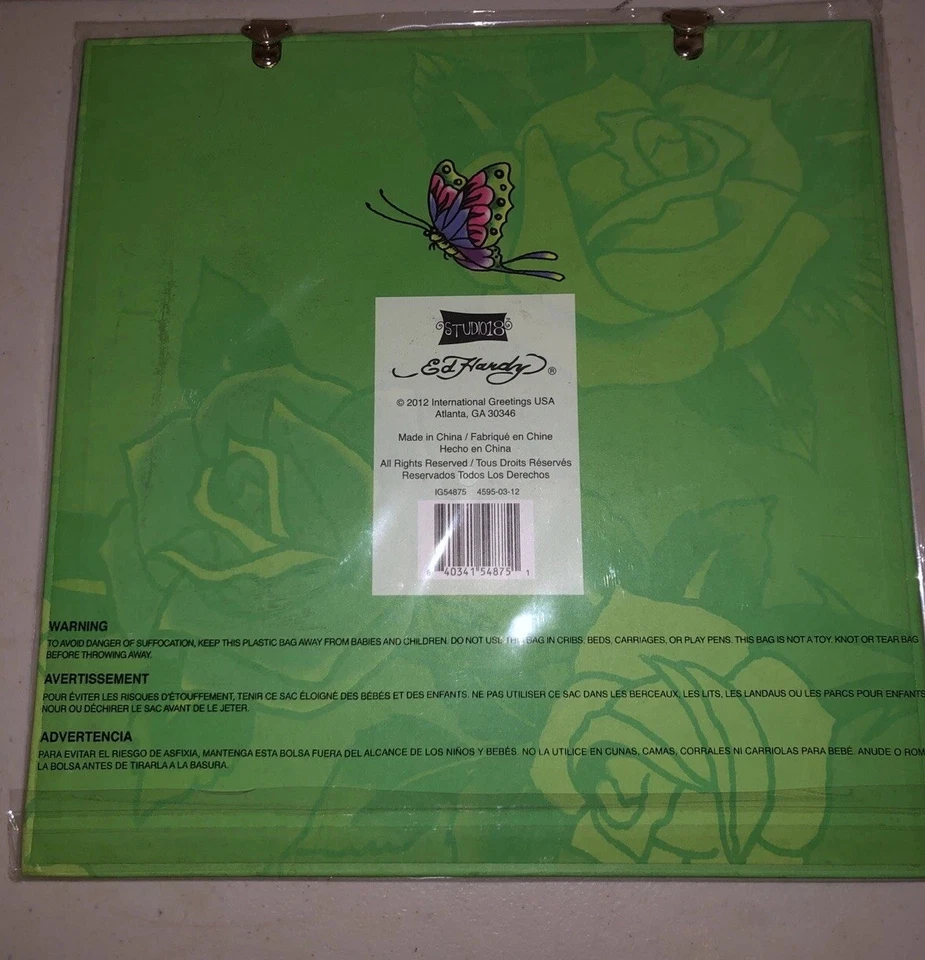 STUDIO18
Ed Hardy ®
© 2012 International Greetings USA
Atlanta, GA 30346
Made in China / Fabriqué en Chine
Hecho en China
All Rights Reserved / Tous Droits Réservés
Reservados Todos Los Derechos
IG54875 4595-03-12
40341 54875 1
WARNING
TO AVOID DANGER OF SUFFOCATION, KEEP THIS PLASTIC BAG AWAY FROM BABIES AND CHILDREN. DO NOT USE THIS BAG IN CRIBS, BEDS, CARRIAGES, OR PLAY PENS. THIS BAG IS NOT A TOY. KNOT OR TEAR BAG
BEFORE THROWING AWAY.
AVERTISSEMENT
POUR ÉVITER LES RISQUES D'ÉTOUFFEMENT, TENIR CE SAC ÉLOIGNÉ DES BÉBÉS ET DES ENFANTS. NE PAS UTILISER CE SAC DANS LES BERCEAUX, LES LITS, LES LANDAUS OU LES PARCS POUR ENFANTS
NOUR OU DÉCHIRER LE SAC AVANT DE LE JETER.
ADVERTENCIA
PARA EVITAR EL RIESGO DE ASFIXIA, MANTENGA ESTA BOLSA FUERA DEL ALCANCE DE LOS NIÑOS Y BEBÉS. NO LA UTILICE EN CUNAS, CAMAS, CORRALES NI CARRIOLAS PARA BEBÉ. ANUDE O ROM
LA BOLSA ANTES DE TIRARLA A LA BASURA.